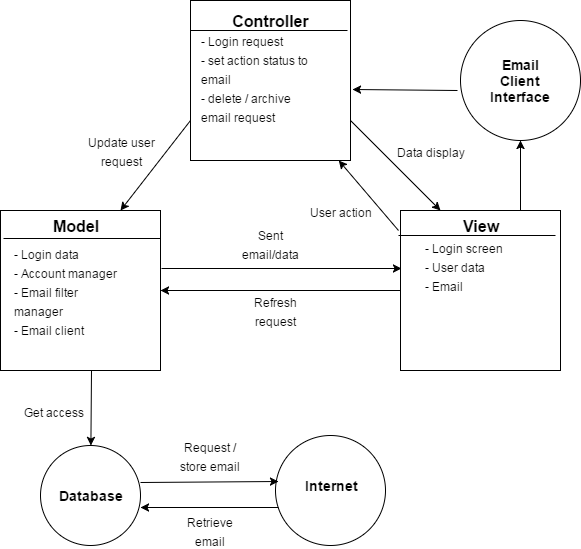 Controller
- Login request
- set action status to
email
- delete / archive
email request
Email
Client
Interface
Update user
request
Data display
User action
Model
- Login data
- Account manager
- Email filter
manager
- Email client
Sent
email/data
Refresh
request
View
- Login screen
- User data
- Email
Get access
Database
Request /
store email
Internet
Retrieve
email